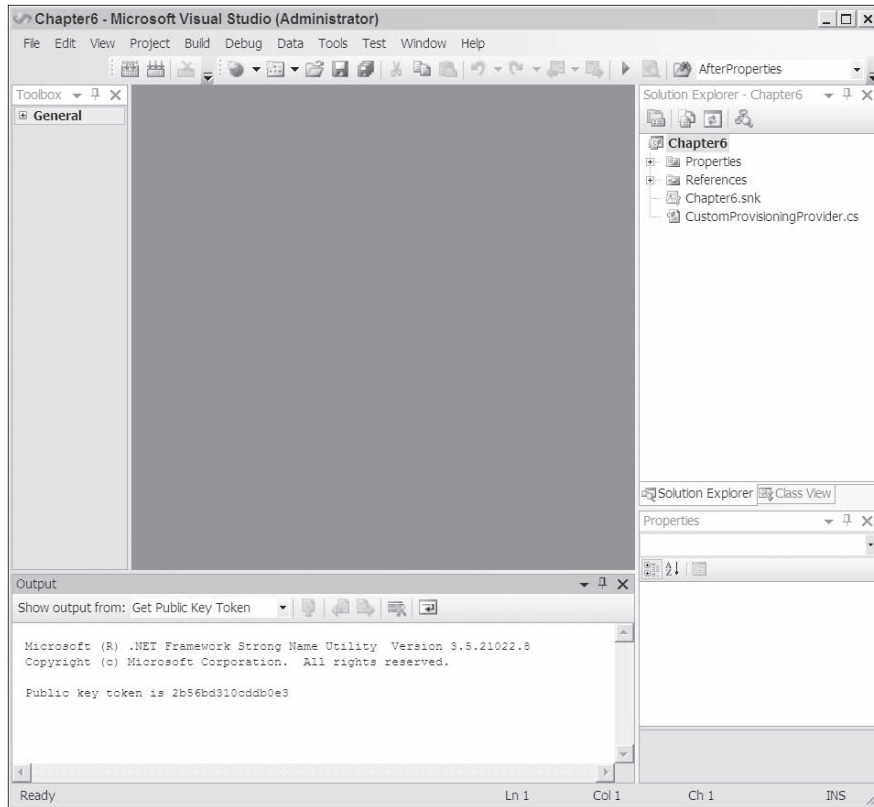 Chapter6 - Microsoft Visual Studio (Administrator)
File Edit View Project Build Debug Data Tools Test Window Help
AfterProperties
Toolbox
General
Solution Explorer - Chapter6
Chapter6
Properties
References
Chapter6.snk
CustomProvisioningProvider.cs
Solution Explorer Class View
Properties
Output
Show output from: Get Public Key Token
Microsoft (R) .NET Framework Strong Name Utility Version 3.5.21022.8
Copyright (c) Microsoft Corporation. All rights reserved.
Public key token is 2b56bd310cddb0e3
Ready Ln 1 Col 1 Ch 1 INS